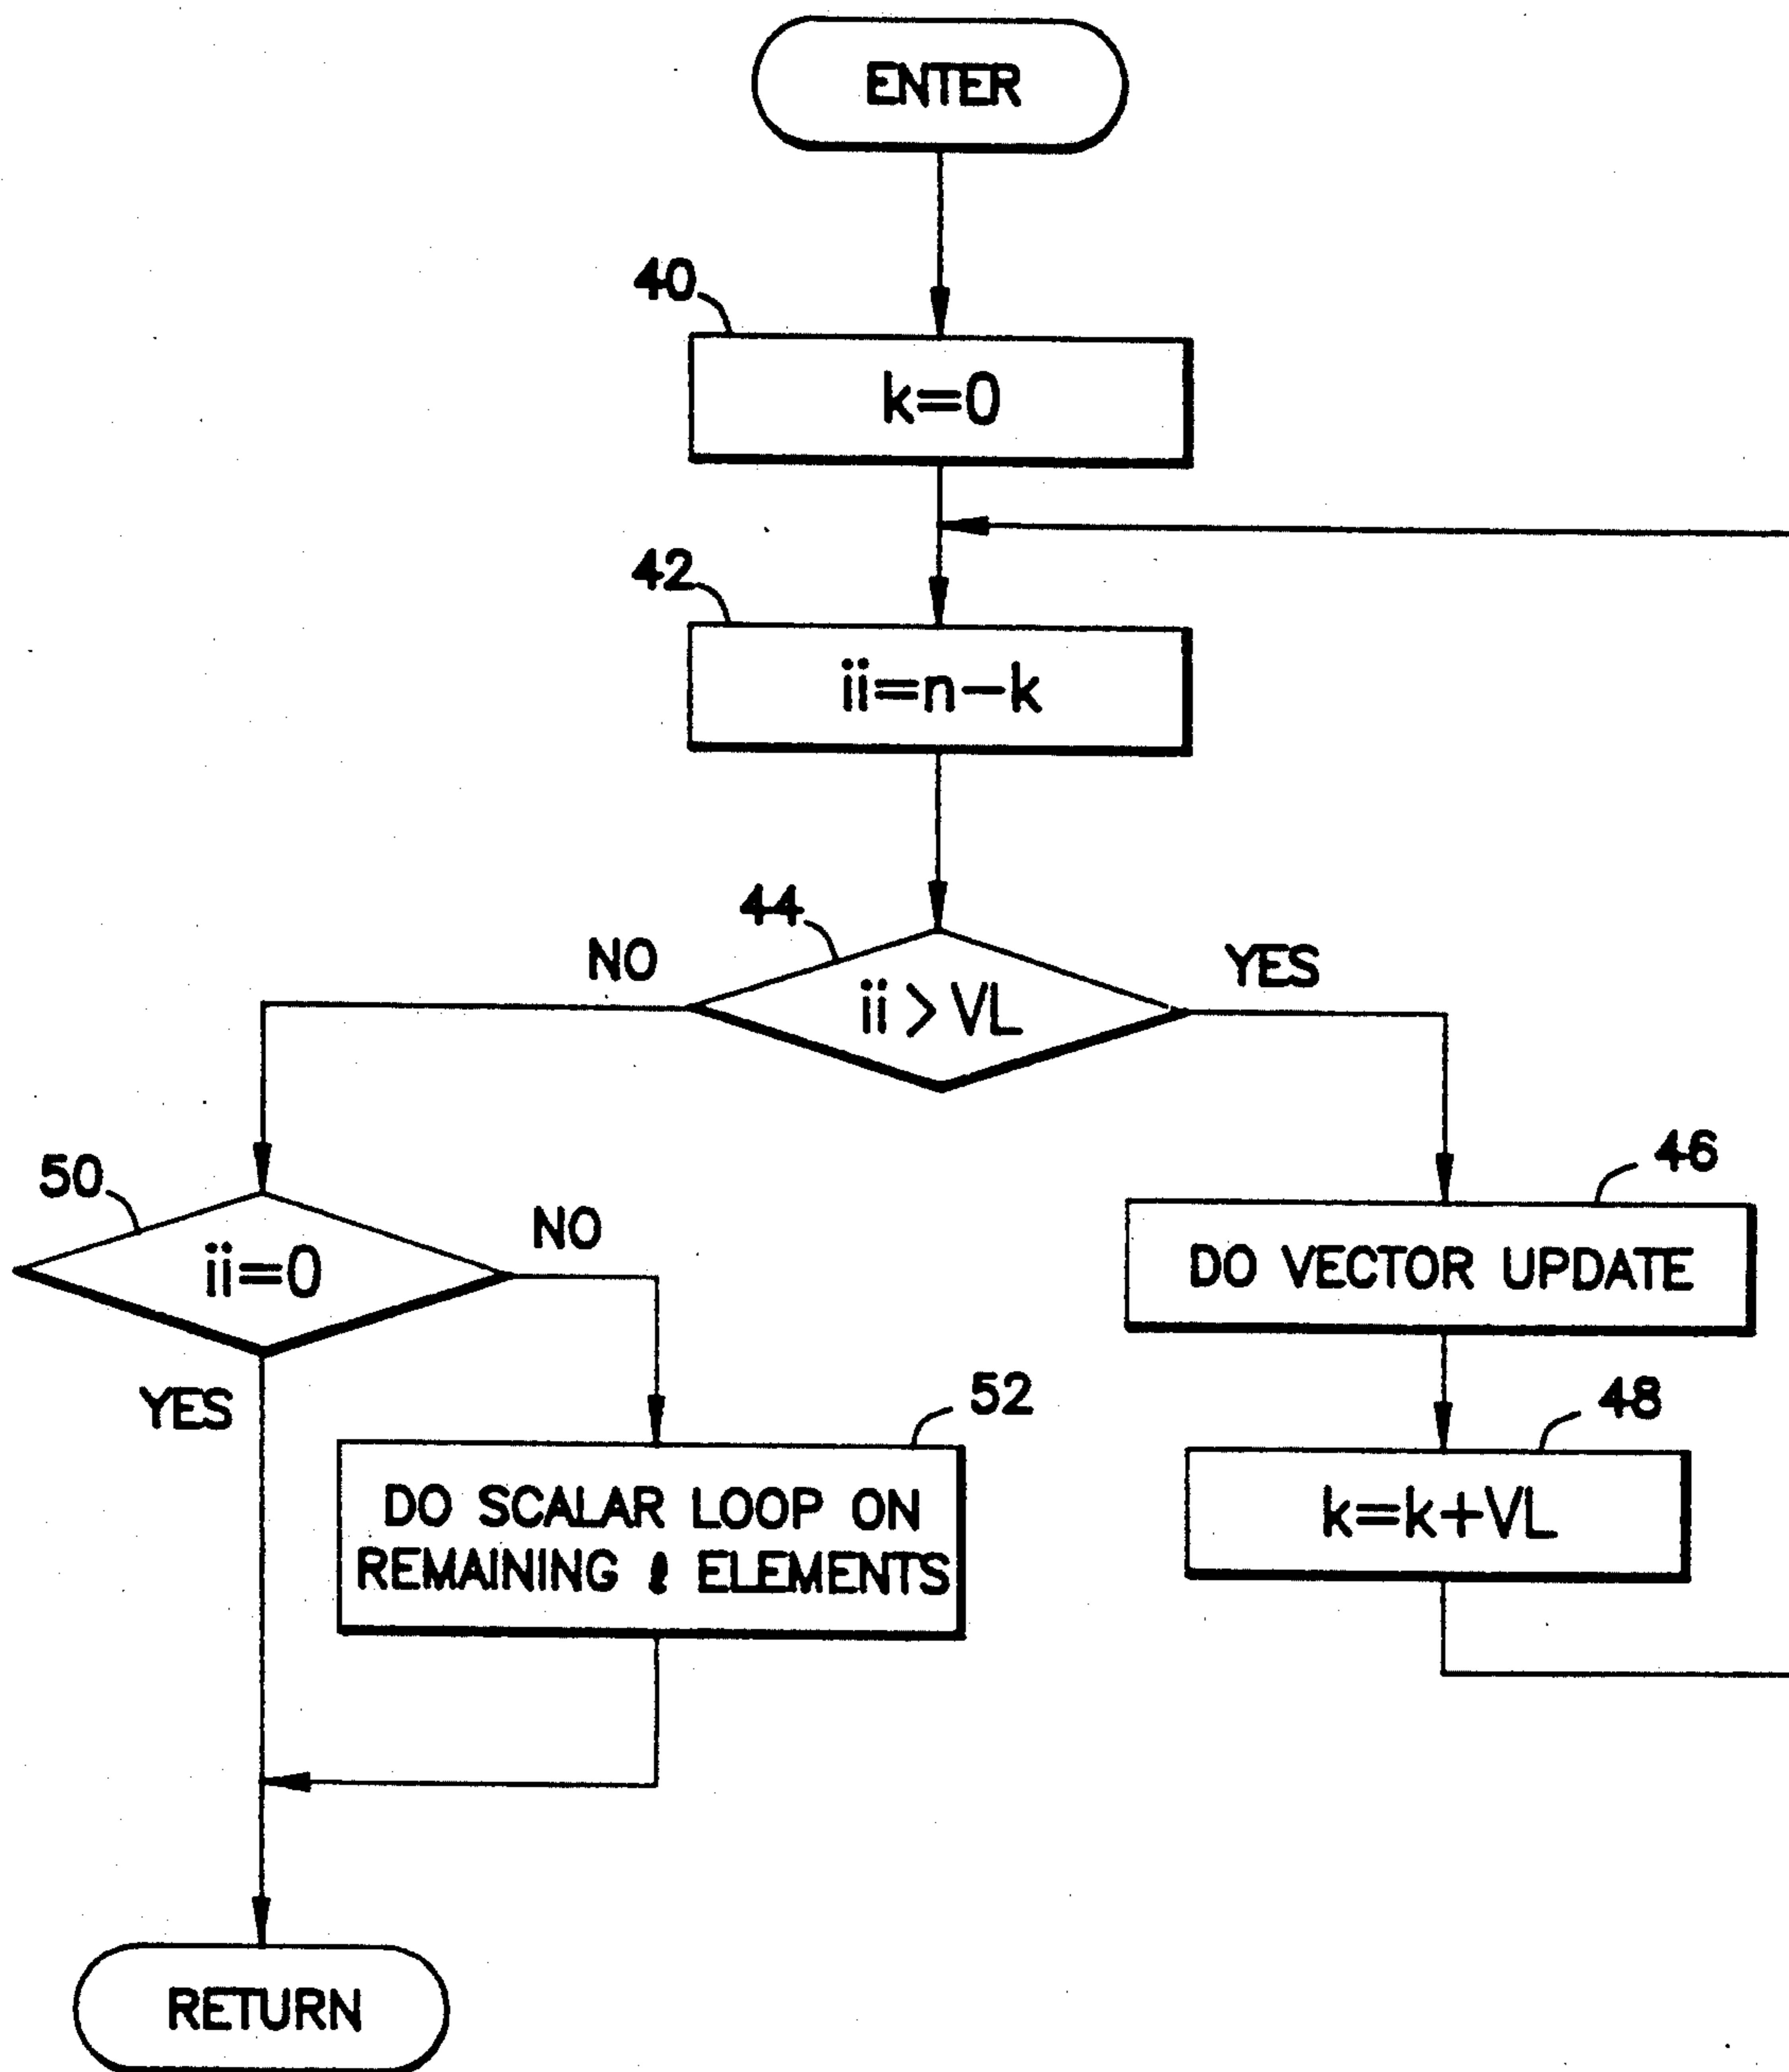 ENTER
40
k=0
42
ii=n-k
44
NO
YES
ii > VL
50
NO
46
ii=0
DO VECTOR UPDATE
YES
52
48
DO SCALAR LOOP ON
REMAINING ℓ ELEMENTS
k=k+VL
RETURN